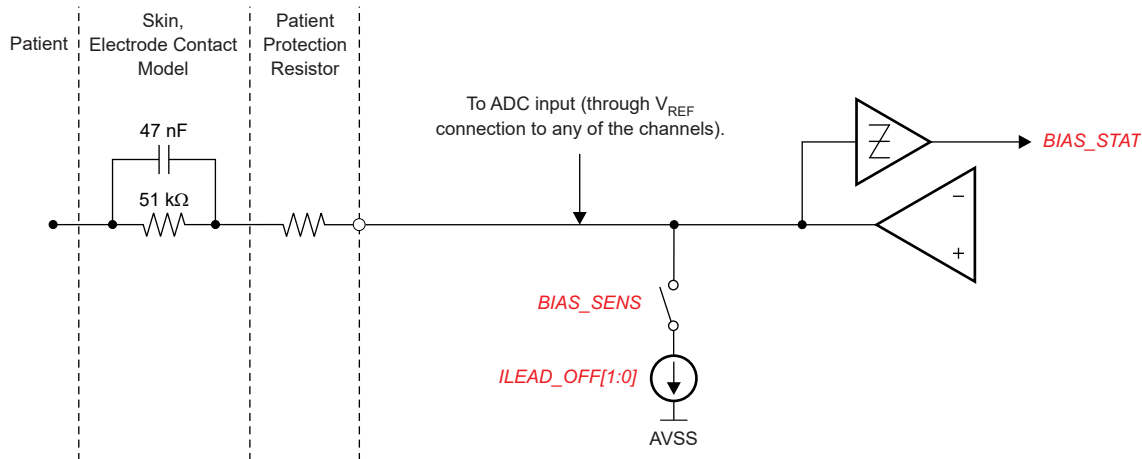 Patient
Skin,
Electrode Contact
Model
Patient
Protection
Resistor
47 nF
51 kΩ
To ADC input (through VREF
connection to any of the channels).
BIAS_STAT
−
+
BIAS_SENS
ILEAD_OFF[1:0]
AVSS